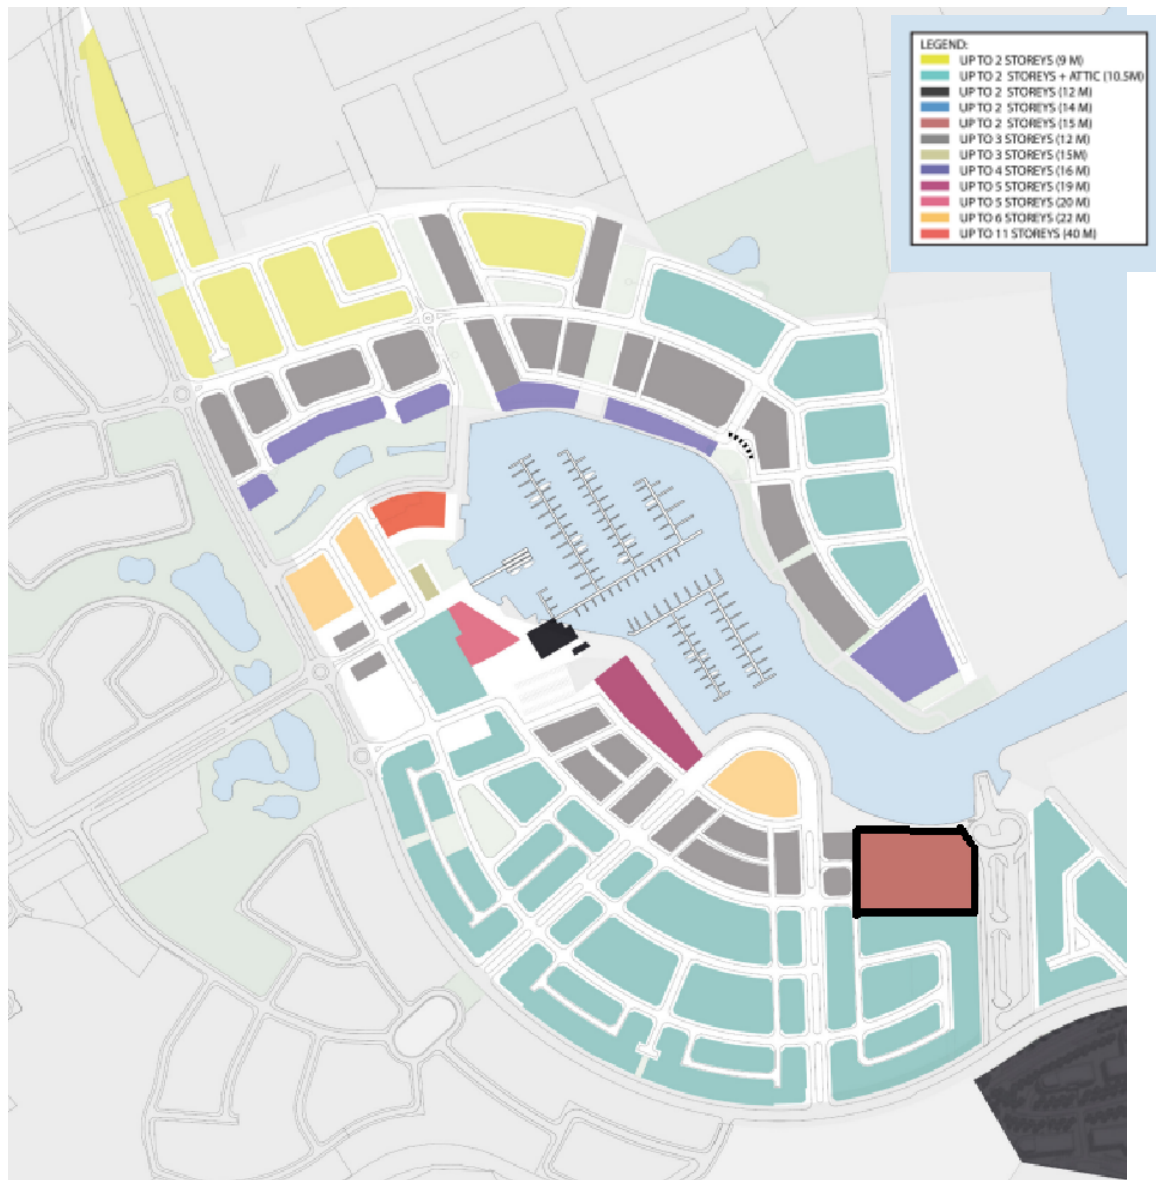 LEGEND:
UP TO 2 STOREYS (9 M)
UP TO 2 STOREYS + ATTIC (10.5M)
UP TO 2 STOREYS (12 M)
UP TO 2 STOREYS (14 M)
UP TO 2 STOREYS (15 M)
UP TO 3 STOREYS (12 M)
UP TO 3 STOREYS (15M)
UP TO 4 STOREYS (16 M)
UP TO 5 STOREYS (19 M)
UP TO 5 STOREYS (20 M)
UP TO 6 STOREYS (22 M)
UP TO 11 STOREYS (40 M)